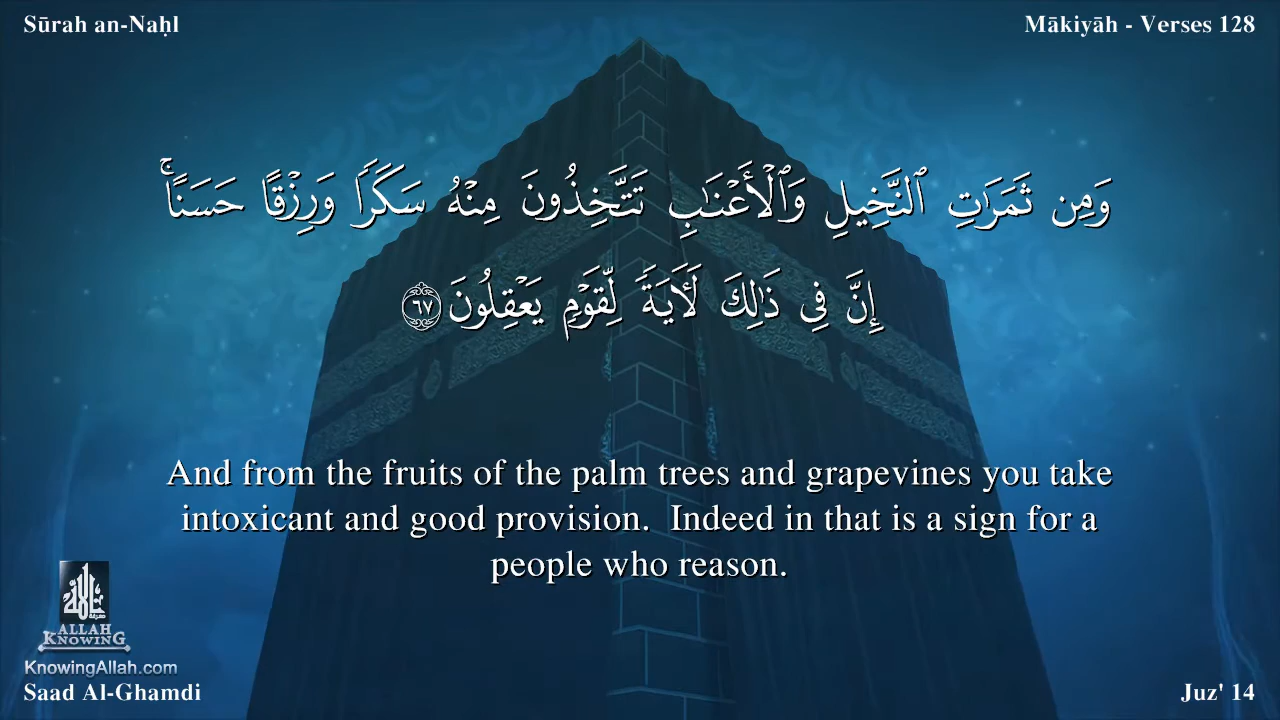 Sūrah an-Naḥl
Mākiyāh - Verses 128
وَمِن ثَمَرَٰتِ ٱلنَّخِيلِ وَٱلْأَعْنَـٰبِ تَتَّخِذُونَ مِنْهُ سَكَرًا وَرِزْقًا حَسَنًا ۚ
إِنَّ فِى ذَٰلِكَ لَـَٔايَةً لِّقَوْمٍ يَعْقِلُونَ ٦٧
And from the fruits of the palm trees and grapevines you take
intoxicant and good provision.  Indeed in that is a sign for a
people who reason.
ALLAH
KNOWING
KnowingAllah.com
Saad Al-Ghamdi
Juz' 14